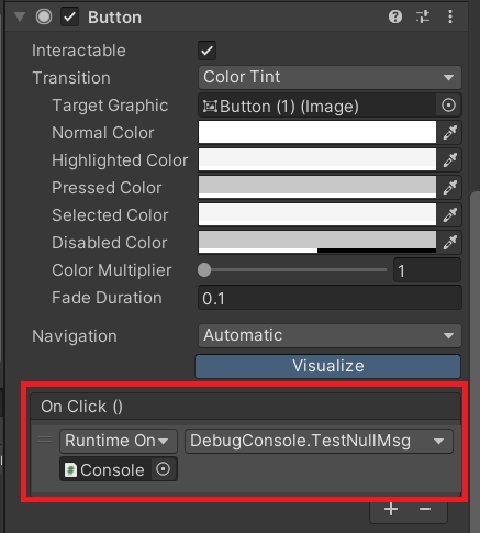 Button
Interactable
Transition Color Tint
Target Graphic Button (1) (Image)
Normal Color
Highlighted Color
Pressed Color
Selected Color
Disabled Color
Color Multiplier 1
Fade Duration 0.1
Navigation Automatic
Visualize
On Click ()
Runtime On DebugConsole.TestNullMsg
Console